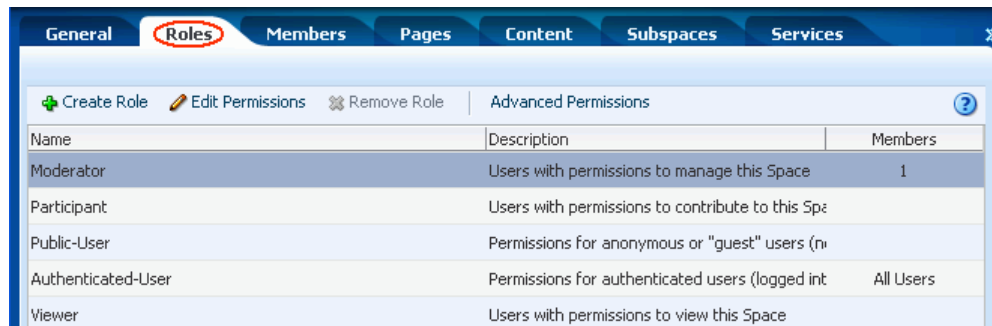 General Roles Members Pages Content Subspaces Services
Create Role Edit Permissions Remove Role Advanced Permissions
Name Description Members
Moderator Users with permissions to manage this Space 1
Participant Users with permissions to contribute to this Spa
Public-User Permissions for anonymous or "guest" users (n
Authenticated-User Permissions for authenticated users (logged int All Users
Viewer Users with permissions to view this Space